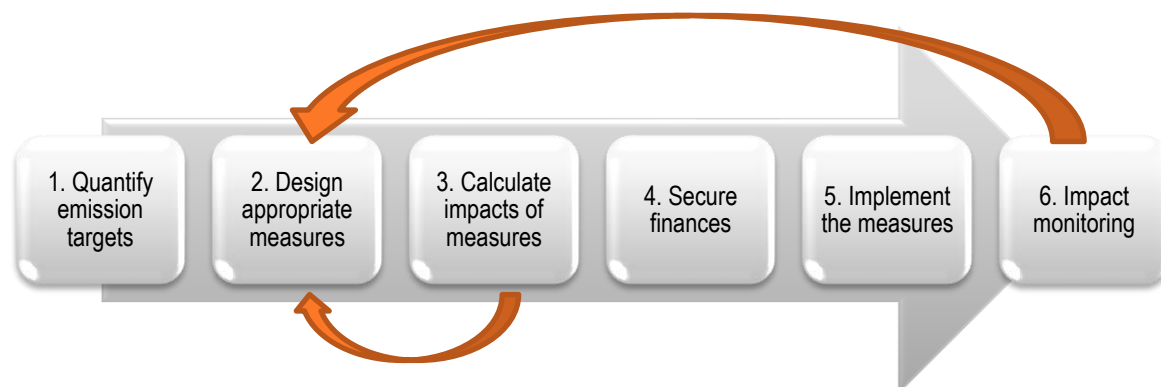 1. Quantify
emission
targets
2. Design
appropriate
measures
3. Calculate
impacts of
measures
4. Secure
finances
5. Implement
the measures
6. Impact
monitoring